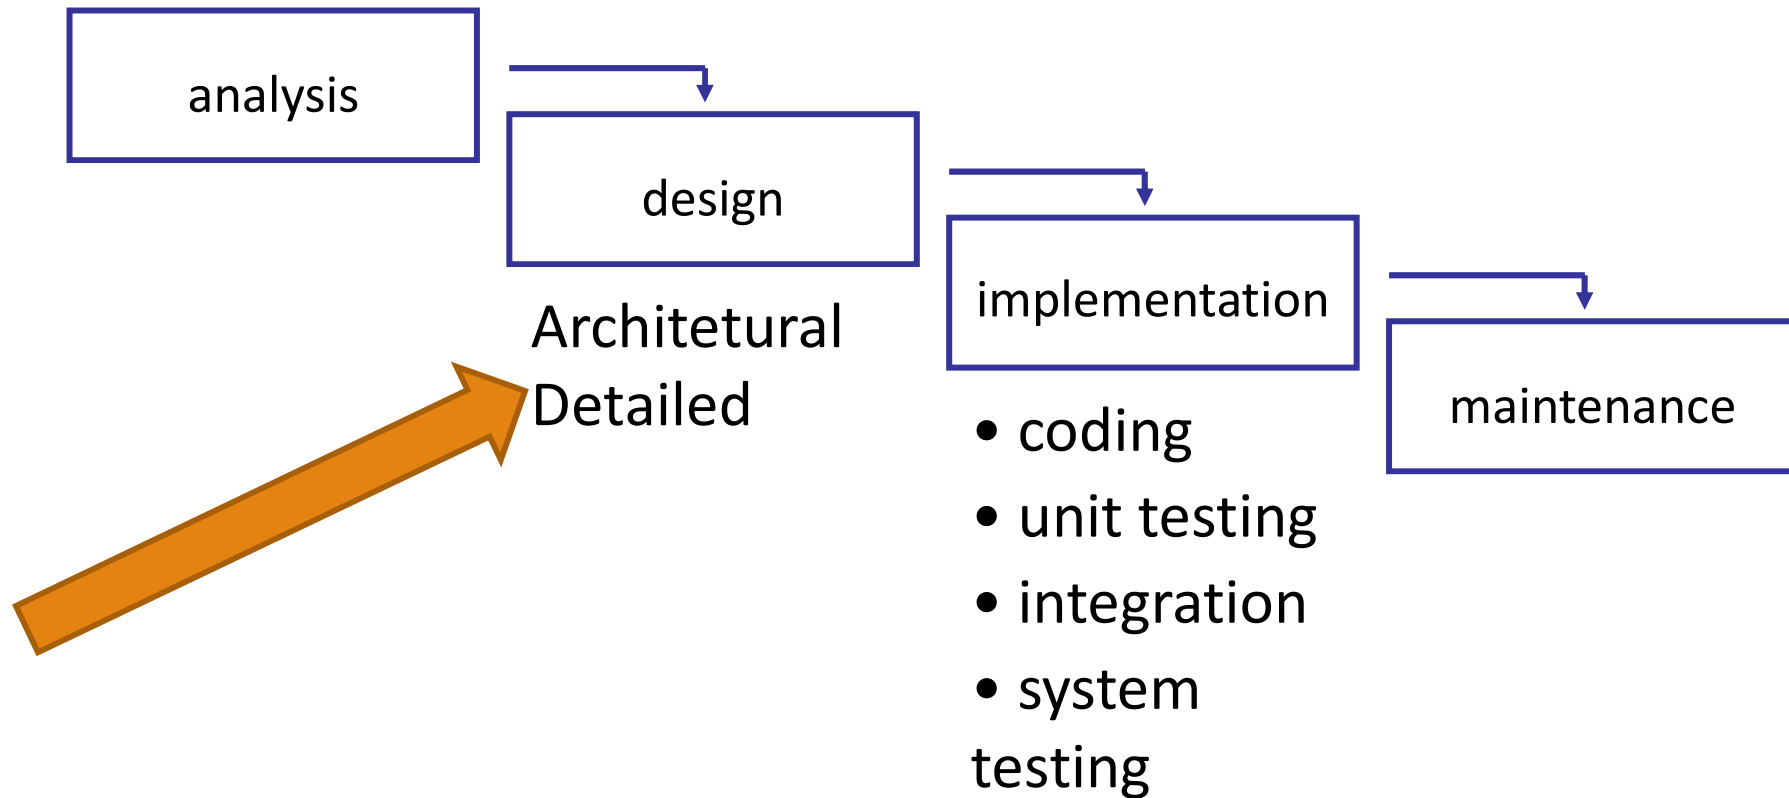 analysis
design
Architetural
Detailed
implementation
• coding
• unit testing
• integration
• system
testing
maintenance